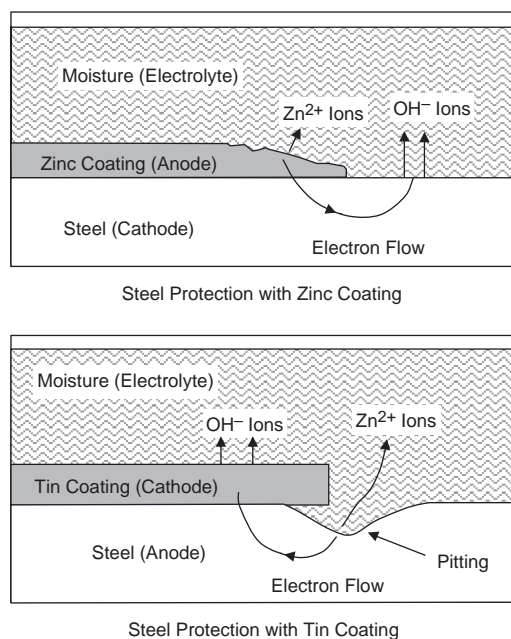 Moisture (Electrolyte)
Zn²⁺ Ions
OH⁻ Ions
Zinc Coating (Anode)
Steel (Cathode)
Electron Flow
Steel Protection with Zinc Coating
Moisture (Electrolyte)
OH⁻ Ions
Zn²⁺ Ions
Tin Coating (Cathode)
Steel (Anode)
Pitting
Electron Flow
Steel Protection with Tin Coating